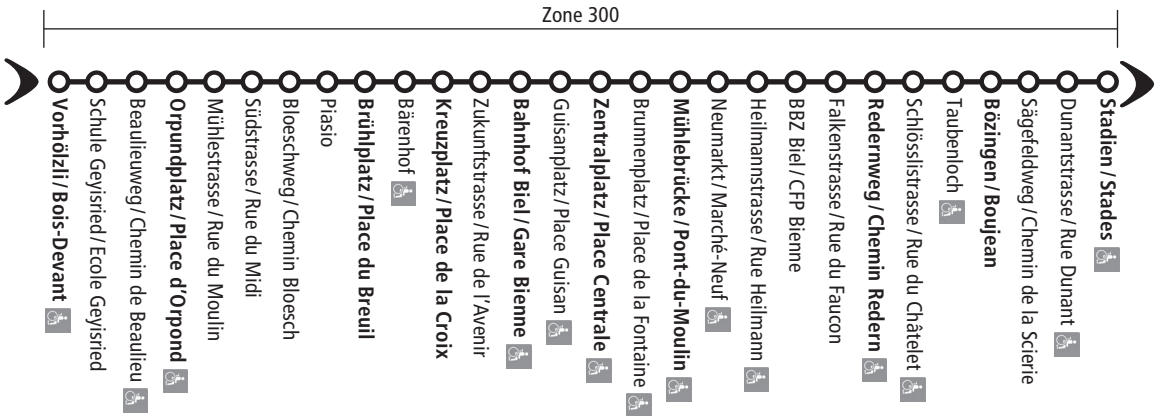 Zone 300
Vorhölzli / Bois-Devant
Schule Geyisried / Ecole Geyisried
Beaulieuweg / Chemin de Beaulieu
Orpundplatz / Place d'Orpond
Mühlestrasse / Rue du Moulin
Südstrasse / Rue du Midi
Bloeschweg / Chemin Bloesch
Piasio
Brühlplatz / Place du Breuil
Bärenhof
Kreuzplatz / Place de la Croix
Zukunftstrasse / Rue de l'Avenir
Bahnhof Biel / Gare Bienne
Guisanplatz / Place Guisan
Zentralplatz / Place Centrale
Brunnenplatz / Place de la Fontaine
Mühlebrücke / Pont-du-Moulin
Neumarkt / Marché-Neuf
Heilmannstrasse / Rue Heilmann
BBZ Biel / CFP Bienne
Falkenstrasse / Rue du Faucon
Redernweg / Chemin Redern
Schlösslistrasse / Rue du Châtelet
Taubenloch
Bözingen / Boujean
Sägefeldweg / Chemin de la Scierie
Dunantstrasse / Rue Dunant
Stadien / Stades